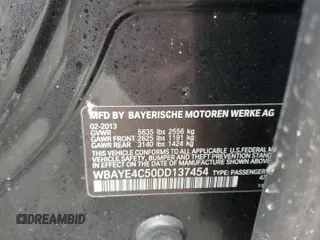 MFD BY BAYERISCHE MOTOREN WERKE AG
02-2013
GVWR 5635 lbs 2556 kg
GAWR FRONT 2625 lbs 1191 kg
GAWR REAR 3140 lbs 1424 kg
THIS VEHICLE CONFORMS TO ALL APPLICABLE U.S. FEDERAL M
VEHICLE SAFETY, BUMPER, AND THEFT PREVENTION STANDARDS
IN EFFECT ON THE DATE OF MANUFACTURE SHOWN ABOVE.
WBAYE4C50DD137454 TYPE: PASSENGER
DREAMBID